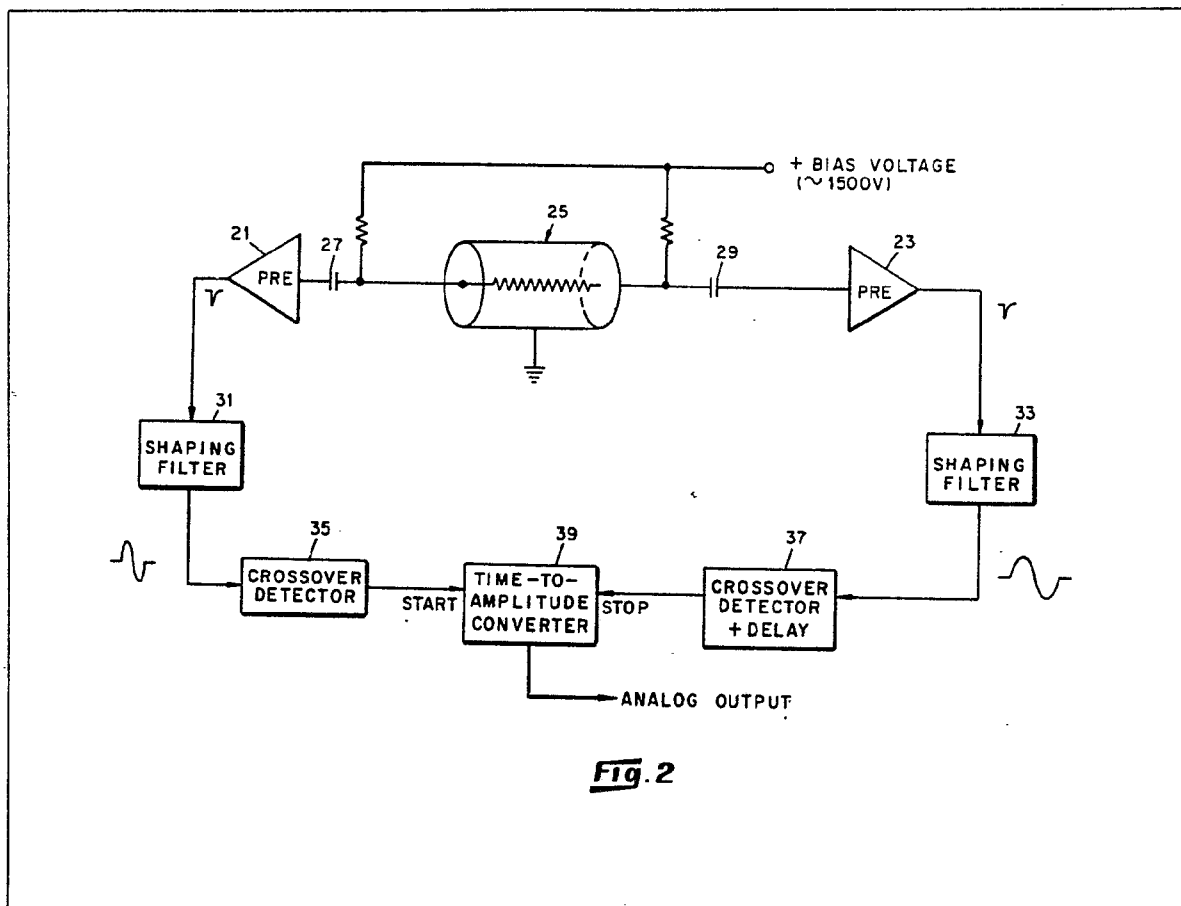 + BIAS VOLTAGE
(~1500V)
21
27
25
29
23
PRE
PRE
31
SHAPING
FILTER
33
SHAPING
FILTER
35
CROSSOVER
DETECTOR
START
39
TIME-TO-
AMPLITUDE
CONVERTER
STOP
37
CROSSOVER
DETECTOR
+ DELAY
ANALOG OUTPUT
Fig. 2